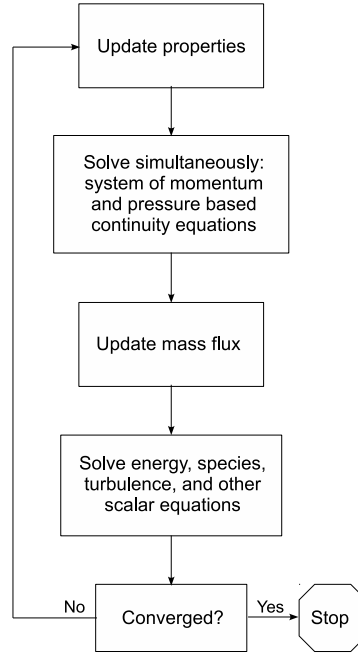 Update properties
Solve simultaneously:
system of momentum
and pressure based
continuity equations
Update mass flux
Solve energy, species,
turbulence, and other
scalar equations
Converged?
No
Yes
Stop